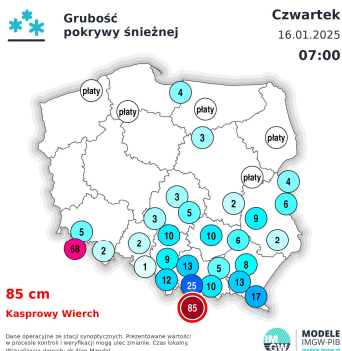 Grubość
pokrywy śnieżnej
Czwartek
16.01.2025
07:00
płaty
płaty
4
płaty
3
płaty
płaty
4
6
3
2
5
9
3
5
10
10
6
2
68
2
2
9
13
1
5
8
12
25
10
13
17
85
2
85 cm
Kasprowy Wierch
Dane operacyjne ze stacji synoptycznych. Prezentowane wartości
w procesie kontroli i weryfikacji mogą ulec zmianie. Czas lokalny.
IM
GW
MODELE
IMGW-PIB